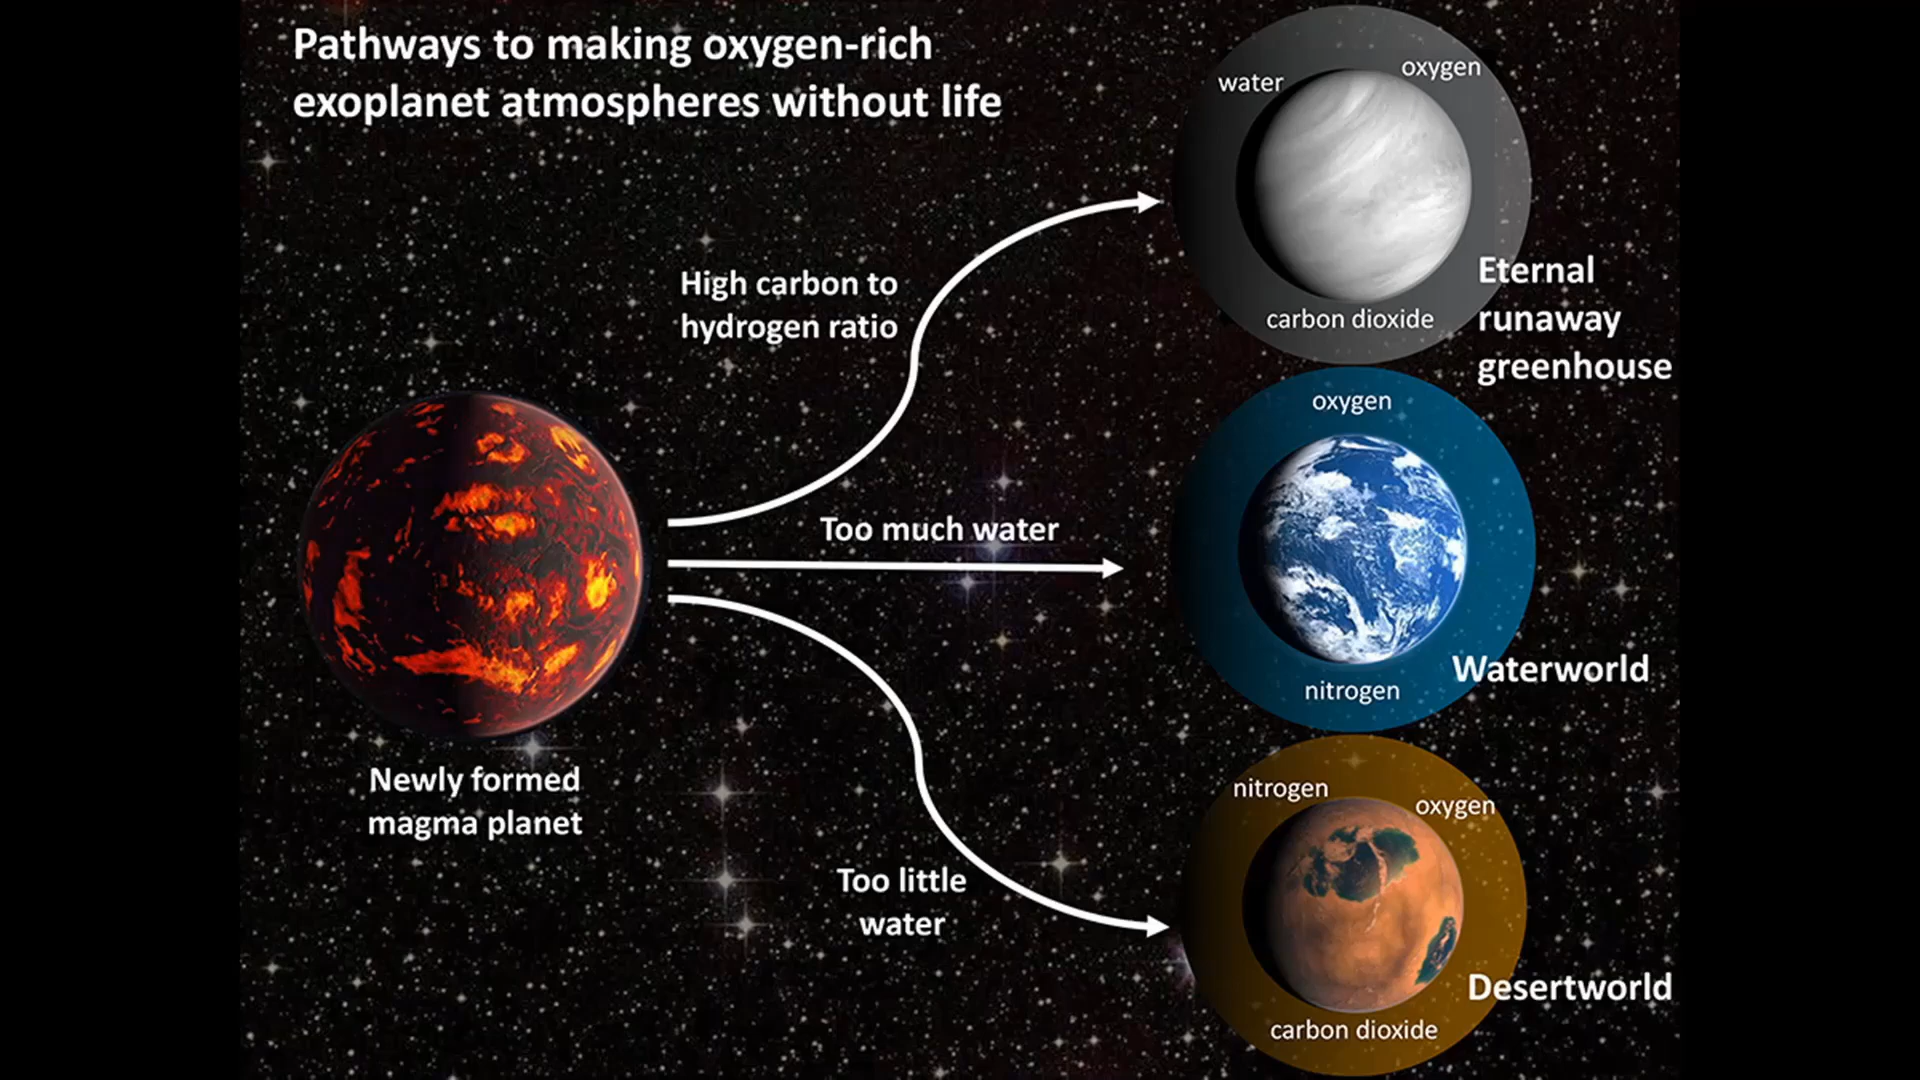 Pathways to making oxygen-rich
exoplanet atmospheres without life
water
oxygen
carbon dioxide
Eternal
runaway
greenhouse
High carbon to
hydrogen ratio
oxygen
nitrogen
Waterworld
Too much water
Newly formed
magma planet
Too little
water
nitrogen
oxygen
carbon dioxide
Desertworld